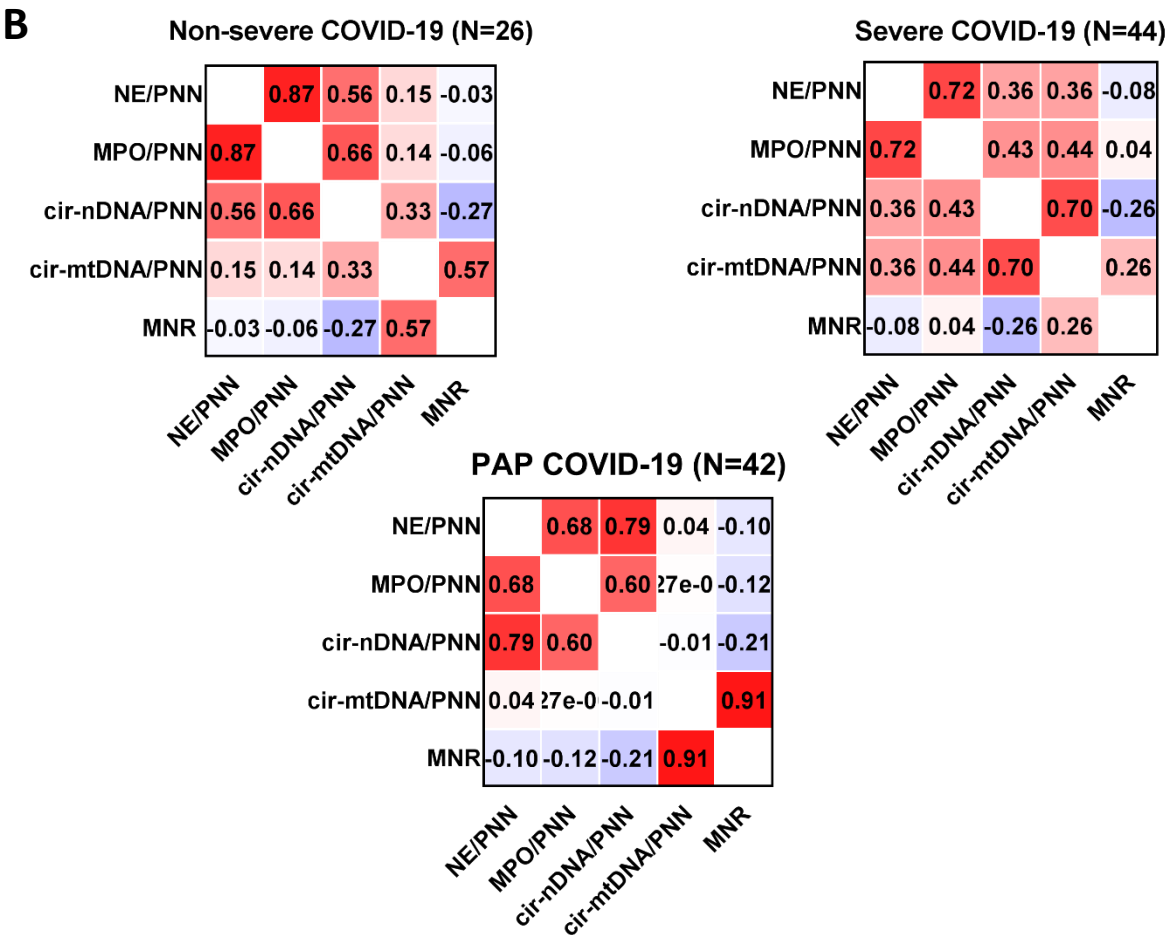 B
Non-severe COVID-19 (N=26)
NE/PNN 0.87 0.56 0.15 -0.03
MPO/PNN 0.87 0.66 0.14 -0.06
cir-nDNA/PNN 0.56 0.66 0.33 -0.27
cir-mtDNA/PNN 0.15 0.14 0.33 0.57
MNR -0.03 -0.06 -0.27 0.57
NE/PNN MPO/PNN cir-nDNA/PNN cir-mtDNA/PNN MNR
Severe COVID-19 (N=44)
NE/PNN 0.72 0.36 0.36 -0.08
MPO/PNN 0.72 0.43 0.44 0.04
cir-nDNA/PNN 0.36 0.43 0.70 -0.26
cir-mtDNA/PNN 0.36 0.44 0.70 0.26
MNR -0.08 0.04 -0.26 0.26
NE/PNN MPO/PNN cir-nDNA/PNN cir-mtDNA/PNN MNR
PAP COVID-19 (N=42)
NE/PNN 0.68 0.79 0.04 -0.10
MPO/PNN 0.68 0.60 27e-0 -0.12
cir-nDNA/PNN 0.79 0.60 -0.01 -0.21
cir-mtDNA/PNN 0.04 27e-0 -0.01 0.91
MNR -0.10 -0.12 -0.21 0.91
NE/PNN MPO/PNN cir-nDNA/PNN cir-mtDNA/PNN MNR